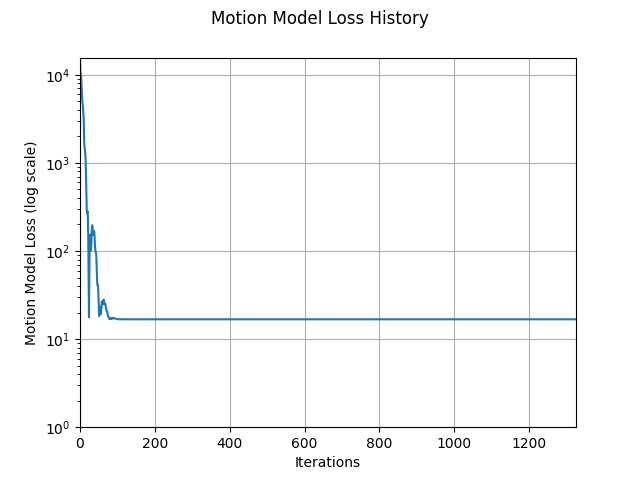 Motion Model Loss History
Motion Model Loss (log scale)
10⁴
10³
10²
10¹
10⁰
0 200 400 600 800 1000 1200
Iterations